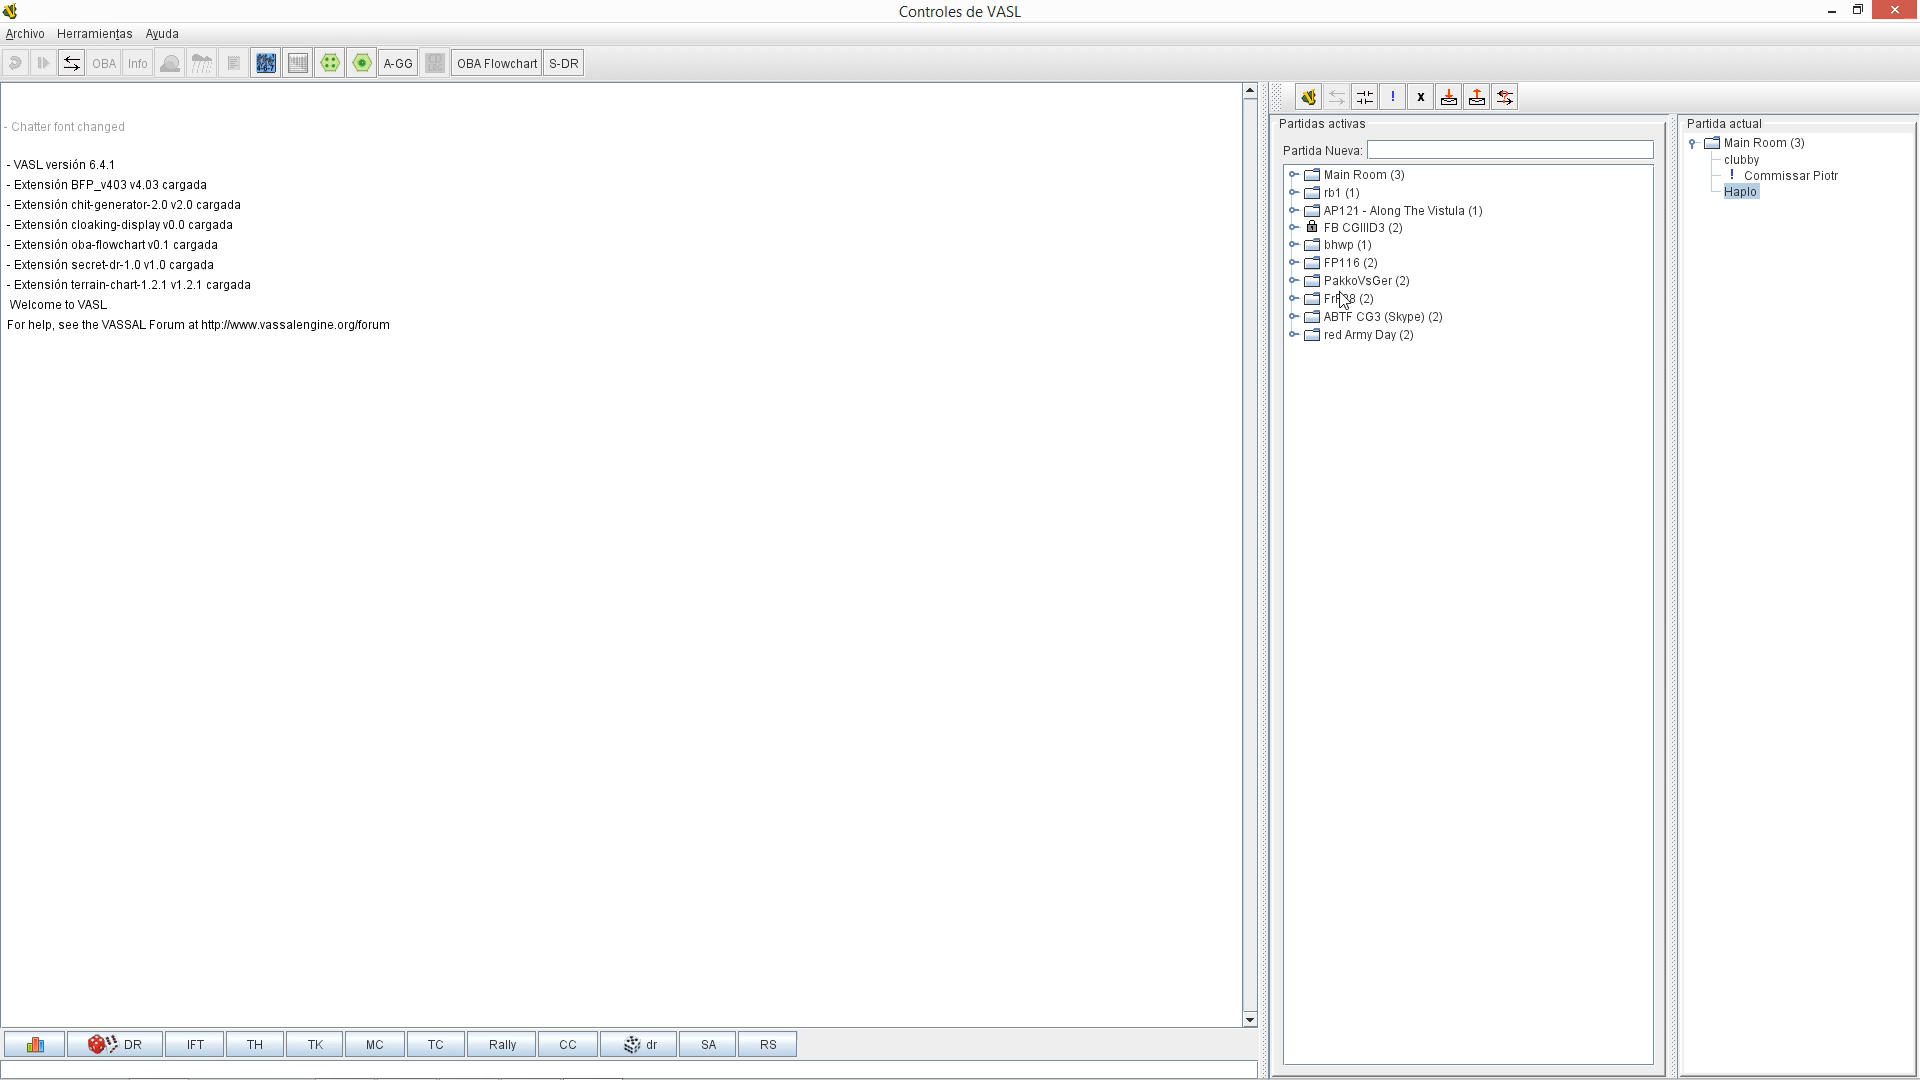 Controles de VASL
Archivo Herramientas Ayuda
OBA Info A-GG OBA Flowchart S-DR
- Chatter font changed
- VASL versión 6.4.1
- Extensión BFP_v403 v4.03 cargada
- Extensión chit-generator-2.0 v2.0 cargada
- Extensión cloaking-display v0.0 cargada
- Extensión oba-flowchart v0.1 cargada
- Extensión secret-dr-1.0 v1.0 cargada
- Extensión terrain-chart-1.2.1 v1.2.1 cargada
Welcome to VASL
For help, see the VASSAL Forum at http://www.vassalengine.org/forum
DR IFT TH TK MC TC Rally CC dr SA RS
! x
Partidas activas
Partida Nueva:
Main Room (3)
rb1 (1)
AP121 - Along The Vistula (1)
FB CGIIID3 (2)
bhwp (1)
FP116 (2)
PakkoVsGer (2)
(2)
ABTF CG3 (Skype) (2)
red Army Day (2)
Partida actual
Main Room (3)
clubby
! Commissar Piotr
Haplo